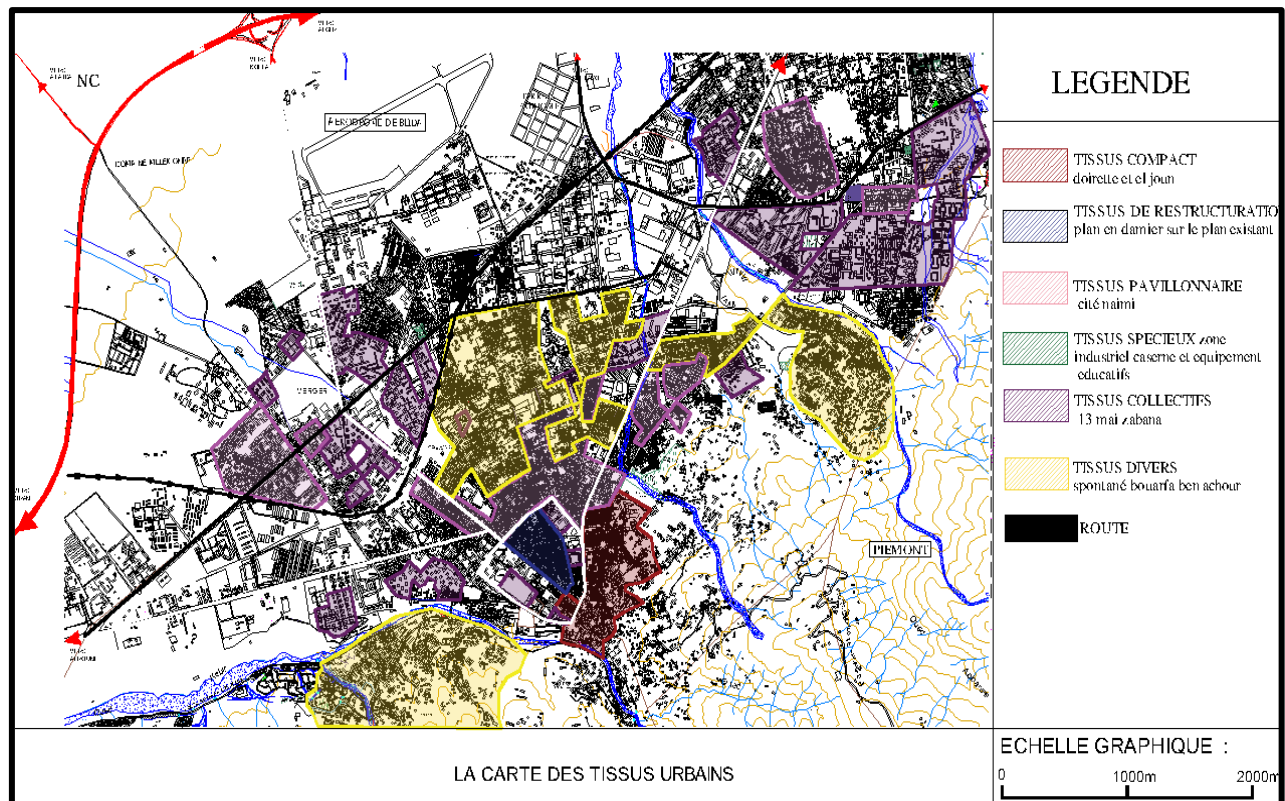 NC
AERODROME DE BLIDA
PIEMONT
LEGENDE
TISSUS COMPACT
doirette et el joun
TISSUS DE RESTRUCTURATIO
plan en damier sur le plan existant
TISSUS PAVILLONNAIRE
cité naimi
TISSUS SPECIEUX zone
industriel caserne et equipement
educatifs
TISSUS COLLECTIFS
13 mai zabana
TISSUS DIVERS
spontané bouarfa ben achour
ROUTE
LA CARTE DES TISSUS URBAINS
ECHELLE GRAPHIQUE :
0 1000m 2000m